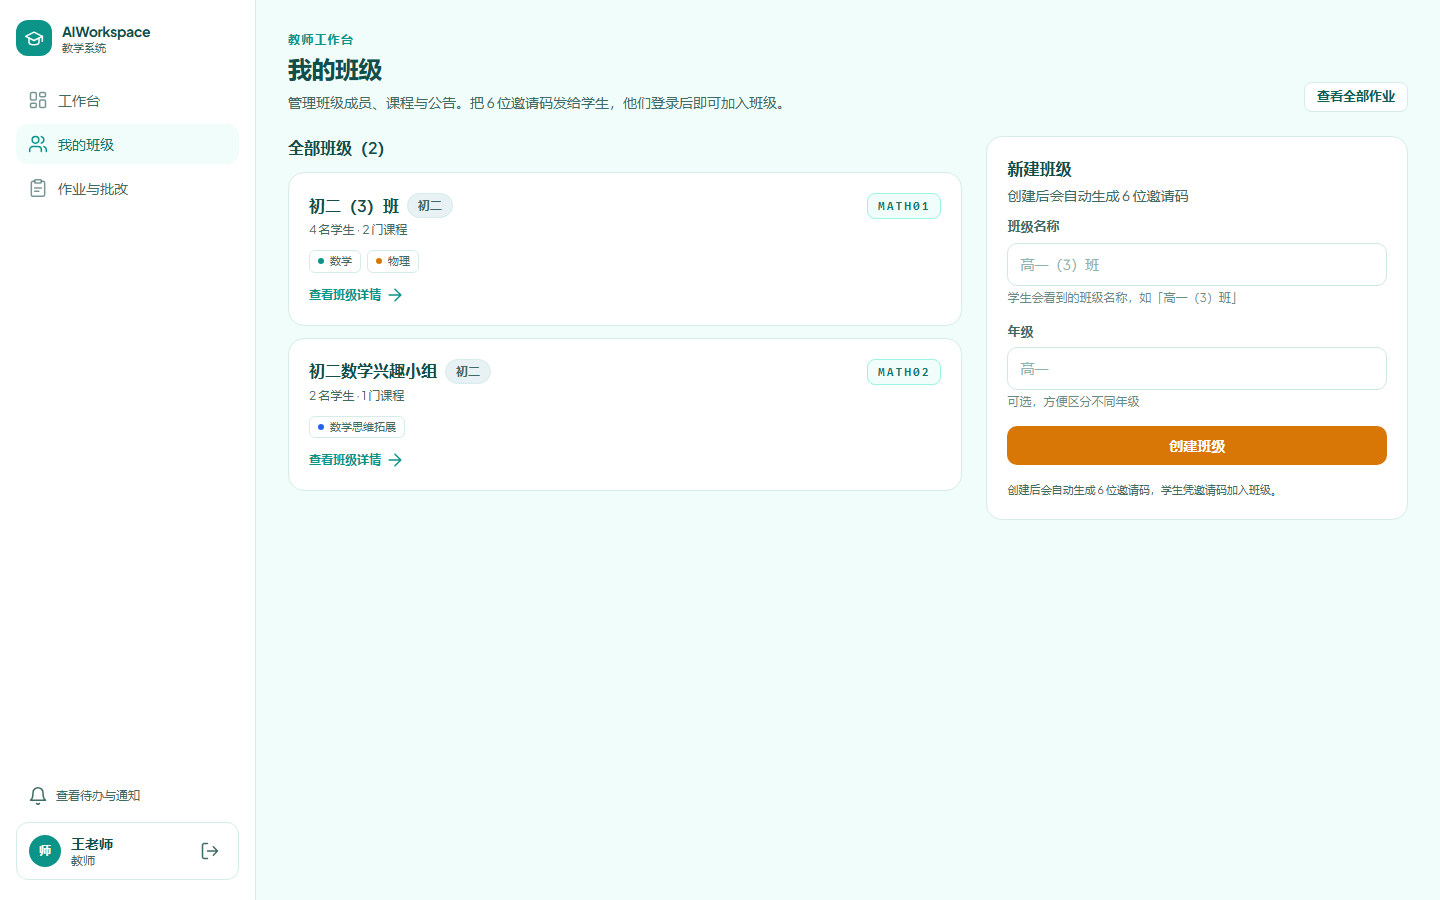 AIWorkspace
教学系统
工作台
我的班级
作业与批改
查看待办与通知
师
王老师
教师
教师工作台
我的班级
管理班级成员、课程与公告。把 6 位邀请码发给学生，他们登录后即可加入班级。
查看全部作业
全部班级（2）
初二（3）班
初二
MATH01
4 名学生 · 2 门课程
数学
物理
查看班级详情
初二数学兴趣小组
初二
MATH02
2 名学生 · 1 门课程
数学思维拓展
查看班级详情
新建班级
创建后会自动生成 6 位邀请码
班级名称
高一（3）班
学生会看到的班级名称，如「高一（3）班」
年级
高一
可选，方便区分不同年级
创建班级
创建后会自动生成 6 位邀请码，学生凭邀请码加入班级。